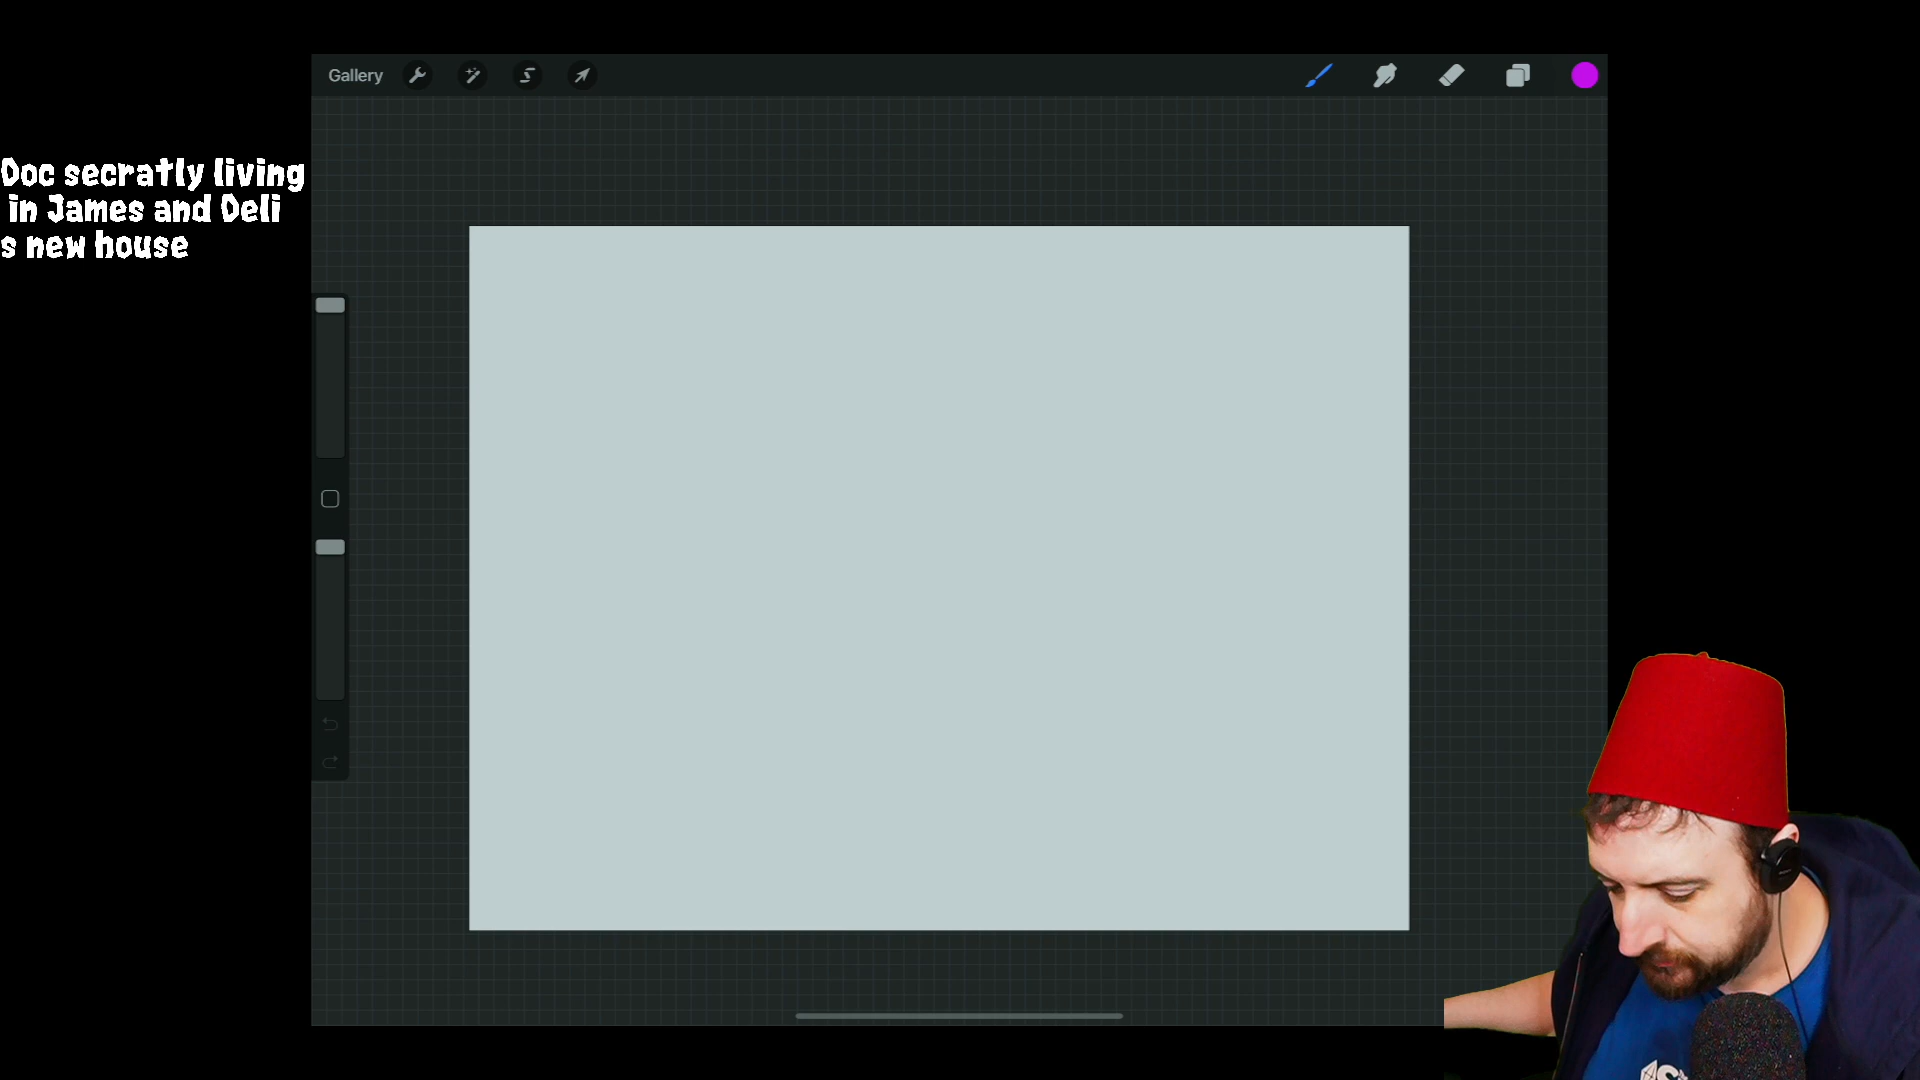 Gallery
Doc secratly living
in James and Deli
s new house